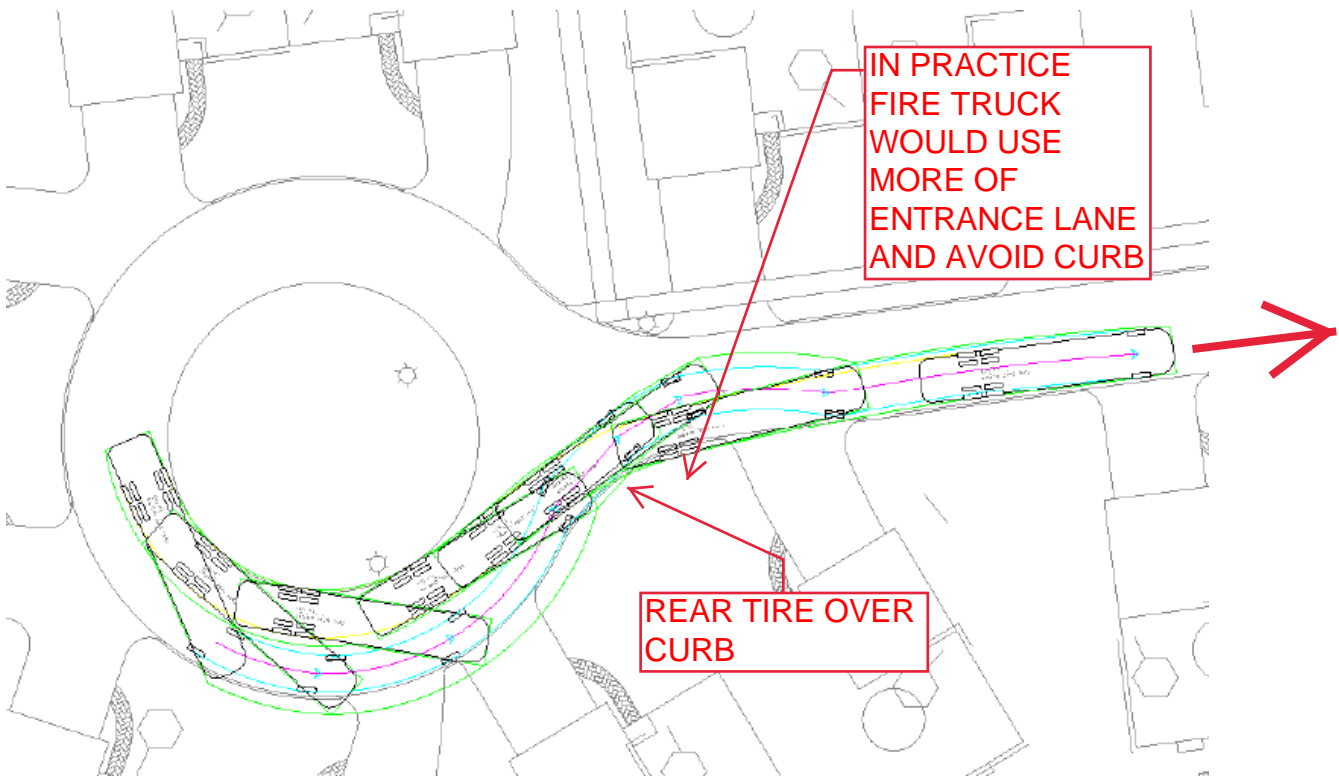 IN PRACTICE
FIRE TRUCK
WOULD USE
MORE OF
ENTRANCE LANE
AND AVOID CURB
REAR TIRE OVER
CURB